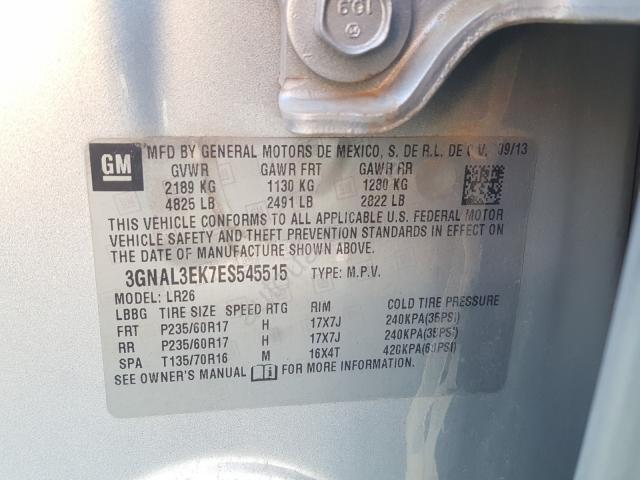 GM
MFD BY GENERAL MOTORS DE MEXICO, S. DE R.L. DE C.V. 09/13
GVWR GAWR FRT GAWR RR
2189 KG 1130 KG 1280 KG
4825 LB 2491 LB 2822 LB
THIS VEHICLE CONFORMS TO ALL APPLICABLE U.S. FEDERAL MOTOR
VEHICLE SAFETY AND THEFT PREVENTION STANDARDS IN EFFECT ON
THE DATE OF MANUFACTURE SHOWN ABOVE.
3GNAL3EK7ES545515 TYPE: M.P.V.
MODEL: LR26
LBBG TIRE SIZE SPEED RTG RIM COLD TIRE PRESSURE
FRT P235/60R17 H 17X7J 240KPA(35PSI)
RR P235/60R17 H 17X7J 240KPA(35PSI)
SPA T135/70R16 M 16X4T 420KPA(60PSI)
SEE OWNER'S MANUAL FOR MORE INFORMATION.